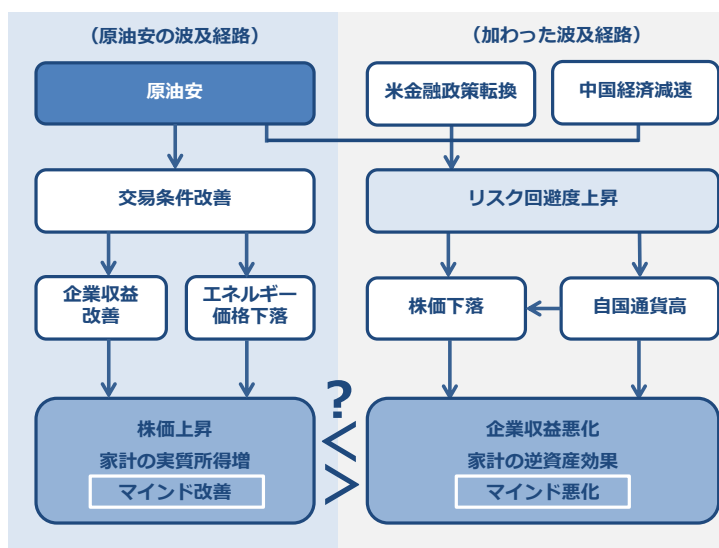 （原油安の波及経路）
（加わった波及経路）
原油安
米金融政策転換
中国経済減速
交易条件改善
リスク回避度上昇
企業収益
改善
エネルギー
価格下落
株価下落
自国通貨高
?
<
>
株価上昇
家計の実質所得増
マインド改善
企業収益悪化
家計の逆資産効果
マインド悪化